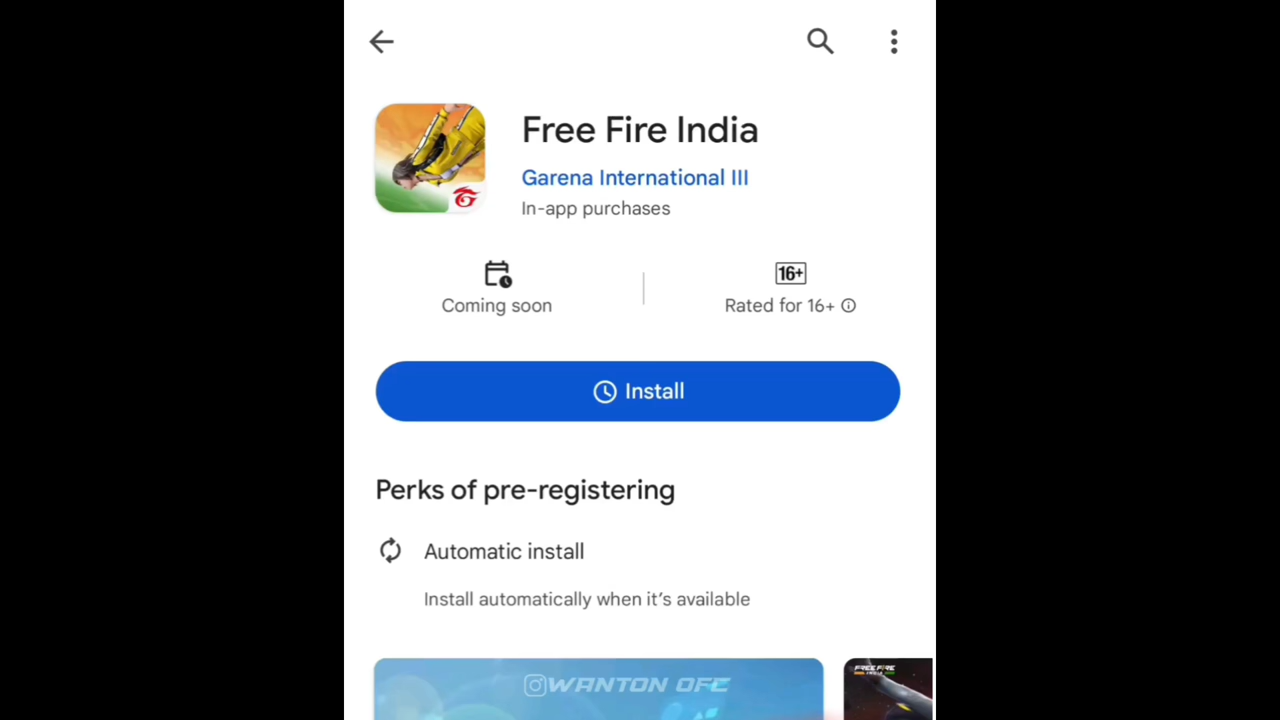 Free Fire India
Garena International III
In-app purchases
16+
Coming soon
Rated for 16+
Install
Perks of pre-registering
Automatic install
Install automatically when it's available
WANTON OFC
FREE FIRE